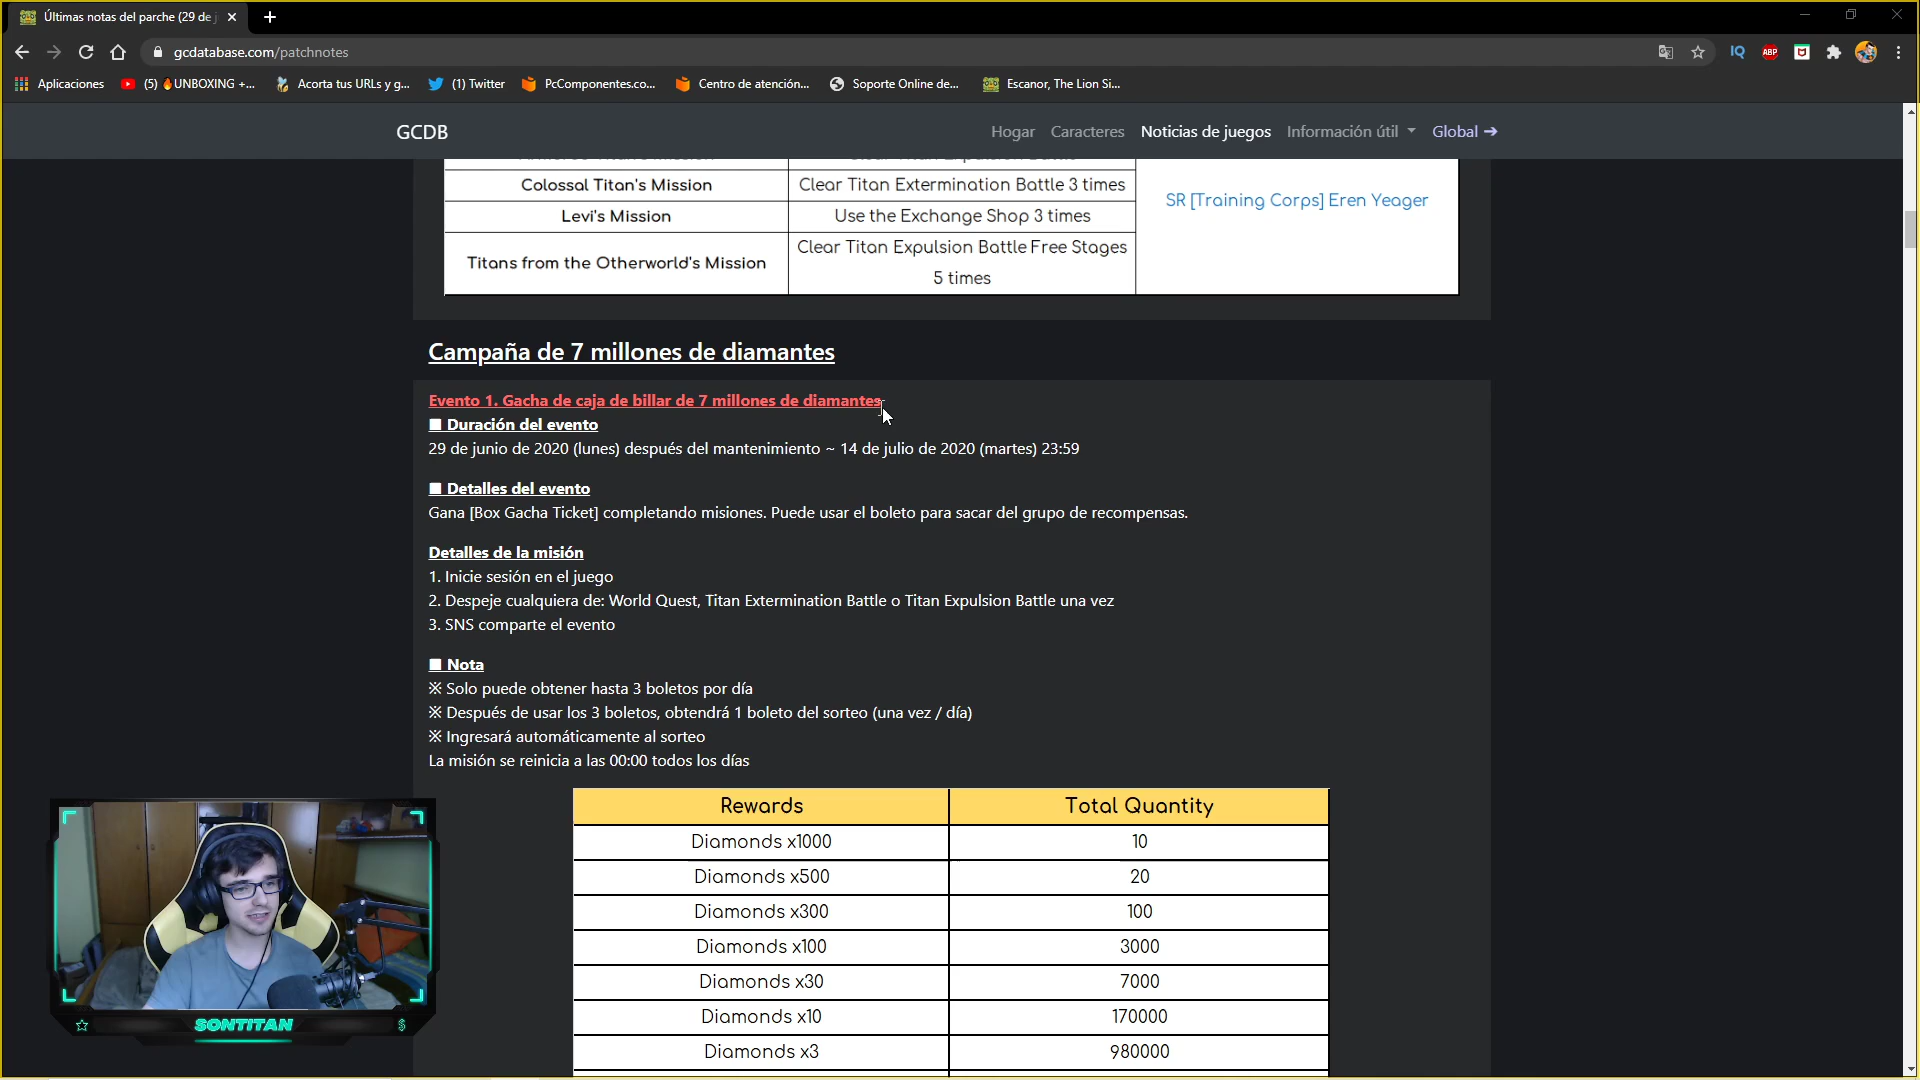 Últimas notas del parche (29 de j
gcdatabase.com/patchnotes
ABP
Aplicaciones
(5) 🔥UNBOXING +...
Acorta tus URLs y g...
(1) Twitter
PcComponentes.co...
Centro de atención...
Soporte Online de...
Escanor, The Lion Si...
GCDB
Hogar
Caracteres
Noticias de juegos
Información útil
Global →
Colossal Titan's Mission
Clear Titan Extermination Battle 3 times
SR [Training Corps] Eren Yeager
Levi's Mission
Use the Exchange Shop 3 times
Titans from the Otherworld's Mission
Clear Titan Expulsion Battle Free Stages
5 times
Campaña de 7 millones de diamantes
Evento 1. Gacha de caja de billar de 7 millones de diamantes
■ Duración del evento
29 de junio de 2020 (lunes) después del mantenimiento ~ 14 de julio de 2020 (martes) 23:59
■ Detalles del evento
Gana [Box Gacha Ticket] completando misiones. Puede usar el boleto para sacar del grupo de recompensas.
Detalles de la misión
1. Inicie sesión en el juego
2. Despeje cualquiera de: World Quest, Titan Extermination Battle o Titan Expulsion Battle una vez
3. SNS comparte el evento
■ Nota
※ Solo puede obtener hasta 3 boletos por día
※ Después de usar los 3 boletos, obtendrá 1 boleto del sorteo (una vez / día)
※ Ingresará automáticamente al sorteo
La misión se reinicia a las 00:00 todos los días
Rewards
Total Quantity
Diamonds x1000
10
Diamonds x500
20
Diamonds x300
100
Diamonds x100
3000
Diamonds x30
7000
Diamonds x10
170000
Diamonds x3
980000
SONTITAN